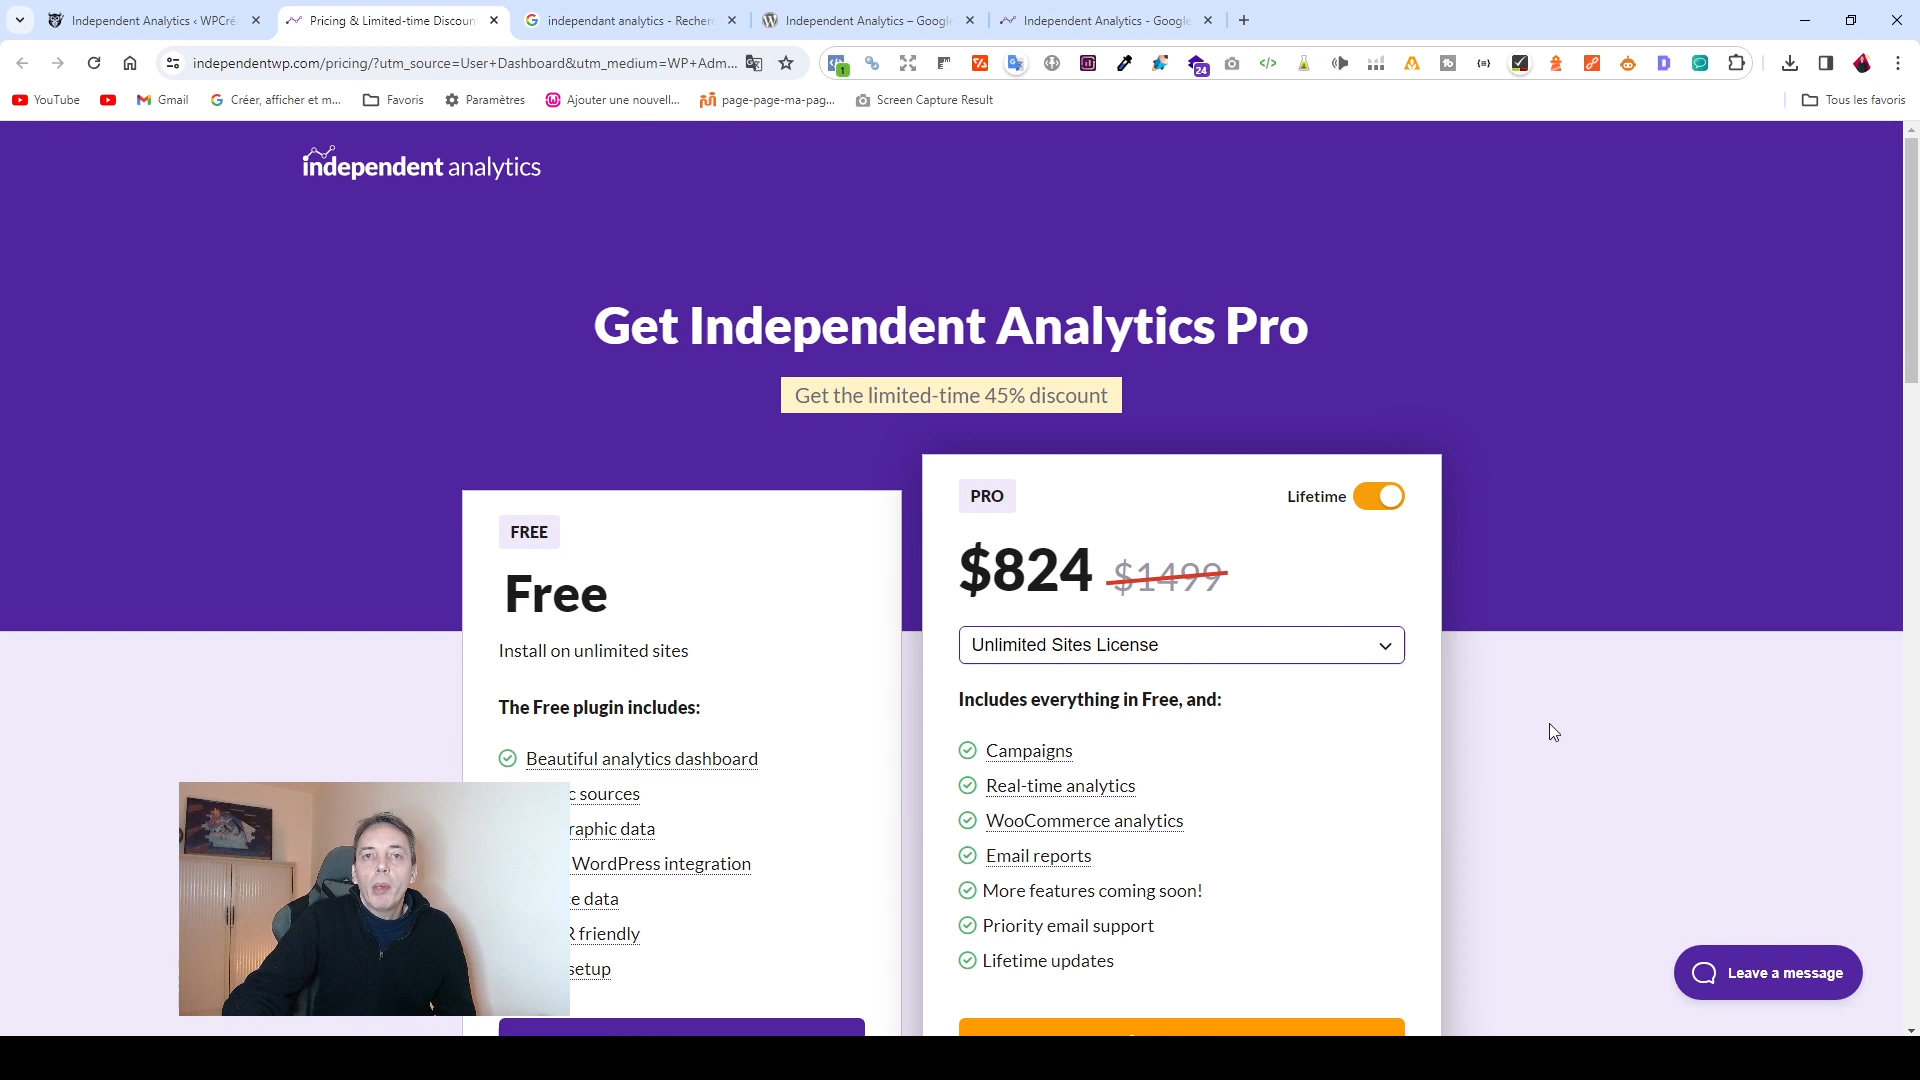 Independent Analytics ‹ WPCré
Pricing & Limited-time Discoun
independant analytics - Recher
Independent Analytics – Google
Independent Analytics - Google
independentwp.com/pricing/?utm_source=User+Dashboard&utm_medium=WP+Adm...
1
24
YouTube
Gmail
Créer, afficher et m...
Favoris
Paramètres
Ajouter une nouvell...
page-page-ma-pag...
Screen Capture Result
Tous les favoris
independent analytics
Get Independent Analytics Pro
Get the limited-time 45% discount
FREE
Free
Install on unlimited sites
The Free plugin includes:
Beautiful analytics dashboard
c sources
raphic data
WordPress integration
e data
R friendly
setup
PRO
Lifetime
$824 $1499
Unlimited Sites License
Includes everything in Free, and:
Campaigns
Real-time analytics
WooCommerce analytics
Email reports
More features coming soon!
Priority email support
Lifetime updates
Leave a message